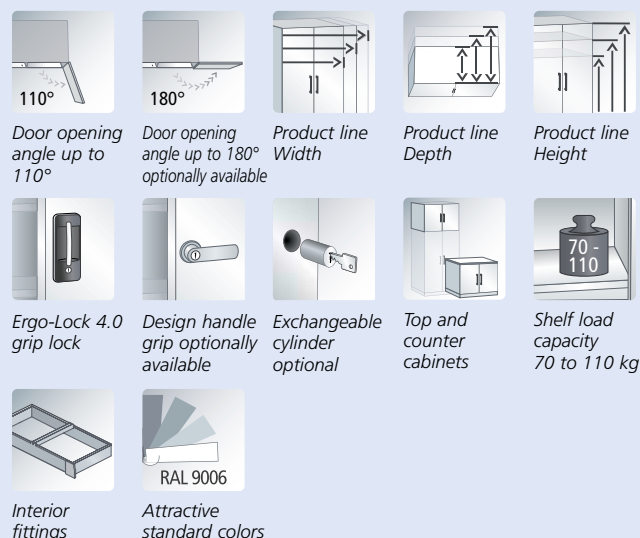 110°
180°
Door opening
angle up to
110°
Door opening
angle up to 180°
optionally available
Product line
Width
Product line
Depth
Product line
Height
70 -
110
Ergo-Lock 4.0
grip lock
Design handle
grip optionally
available
Exchangeable
cylinder
optional
Top and
counter
cabinets
Shelf load
capacity
70 to 110 kg
RAL 9006
Interior
fittings
Attractive
standard colors